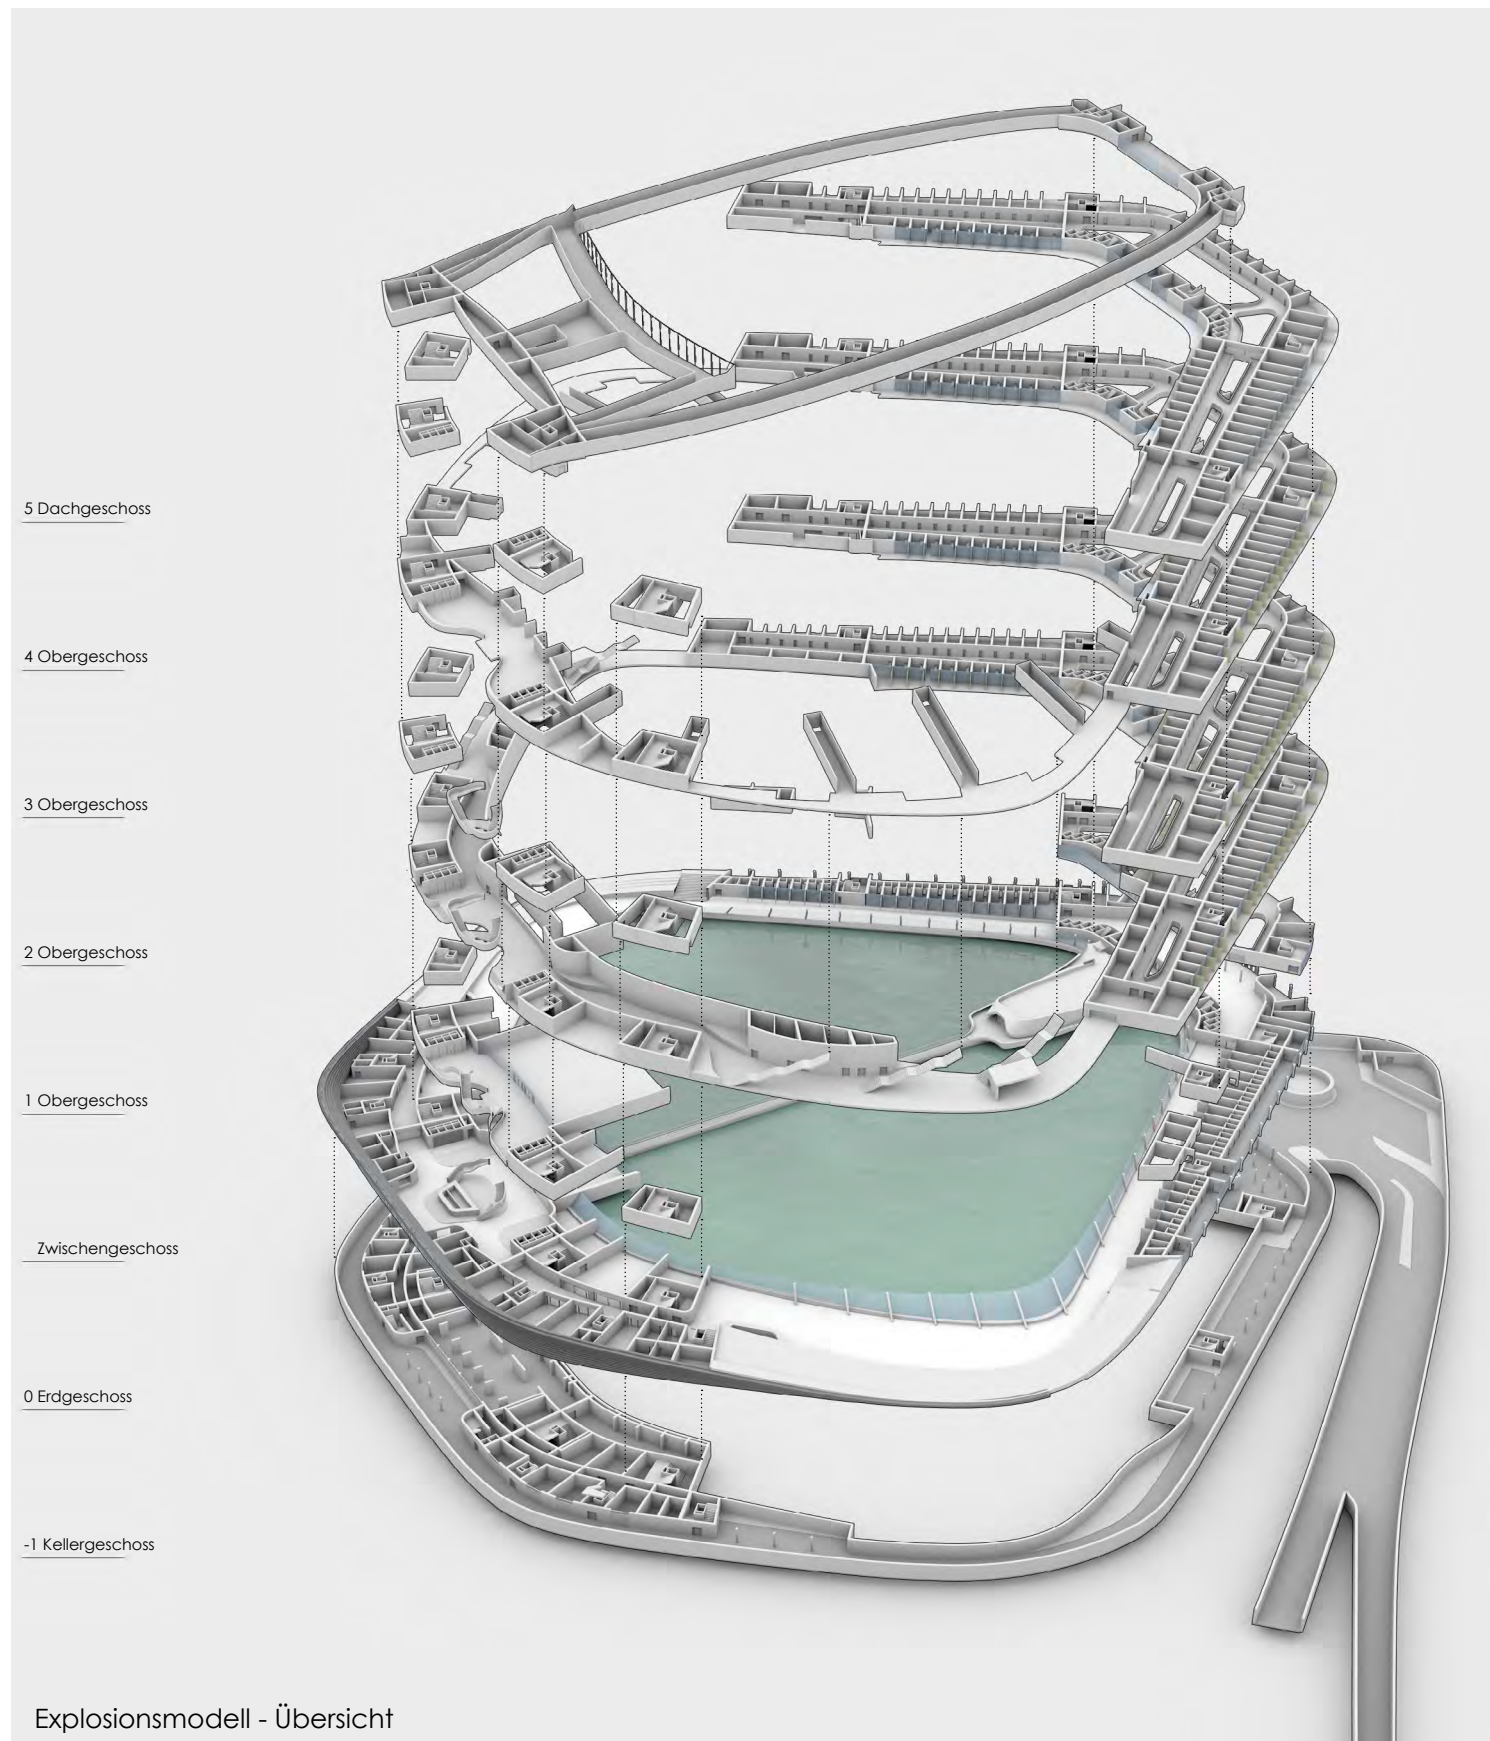 5 Dachgeschoss
4 Obergeschoss
3 Obergeschoss
2 Obergeschoss
1 Obergeschoss
Zwischengeschoss
0 Erdgeschoss
-1 Kellergeschoss
Explosionsmodell - Übersicht